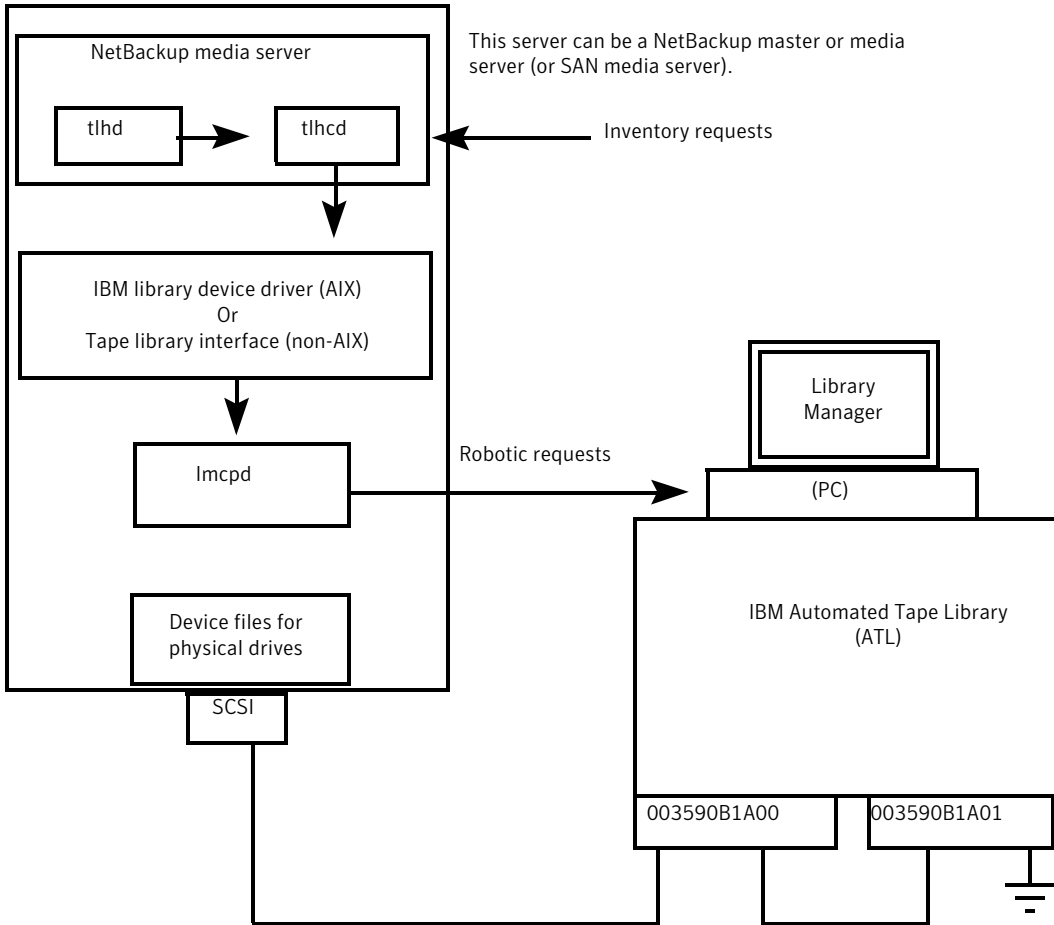 NetBackup media server
This server can be a NetBackup master or media
server (or SAN media server).
tlhd
tlhcd
Inventory requests
IBM library device driver (AIX)
Or
Tape library interface (non-AIX)
Library
Manager
lmcpd
Robotic requests
(PC)
Device files for
physical drives
IBM Automated Tape Library
(ATL)
SCSI
003590B1A00
003590B1A01